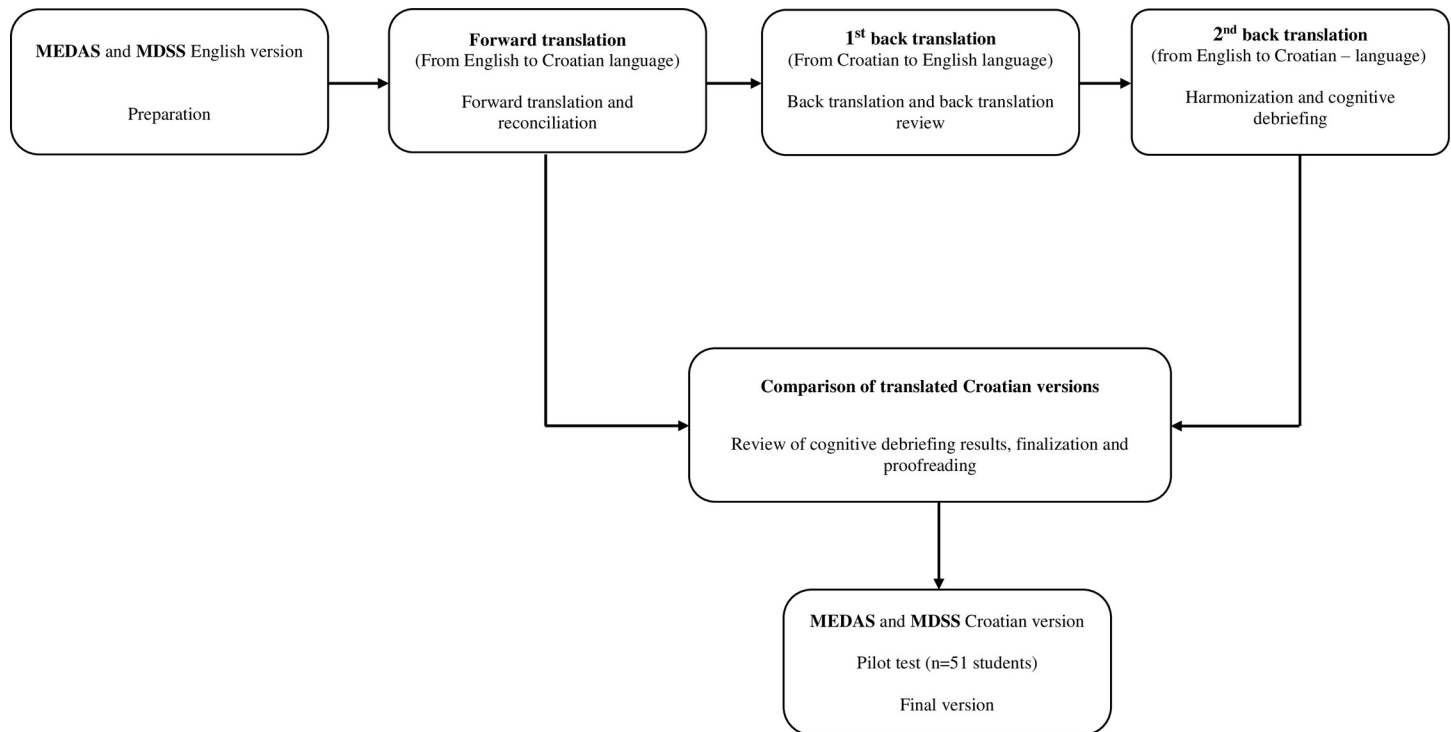 MEDAS and MDSS English version
Preparation
Forward translation
(From English to Croatian language)
Forward translation and
reconciliation
1st back translation
(From Croatian to English language)
Back translation and back translation
review
2nd back translation
(from English to Croatian – language)
Harmonization and cognitive
debriefing
Comparison of translated Croatian versions
Review of cognitive debriefing results, finalization and
proofreading
MEDAS and MDSS Croatian version
Pilot test (n=51 students)
Final version